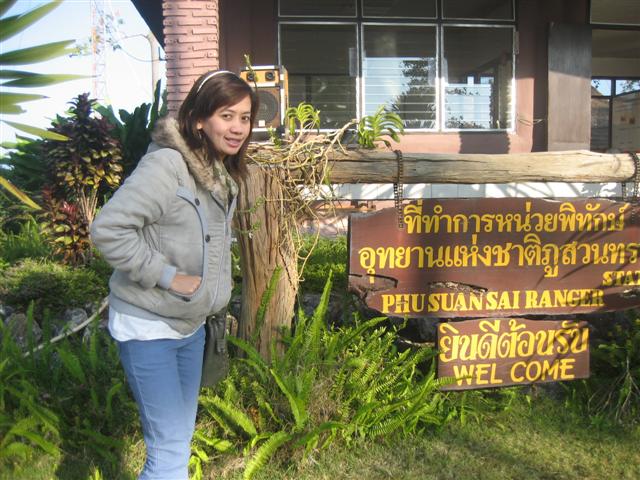 ที่ทำการหน่วยพิทักษ์
อุทยานแห่งชาติภูสวนทร
STA
PHU SUAN SAI RANGER
ยินดีต้อนรับ
WEL COME